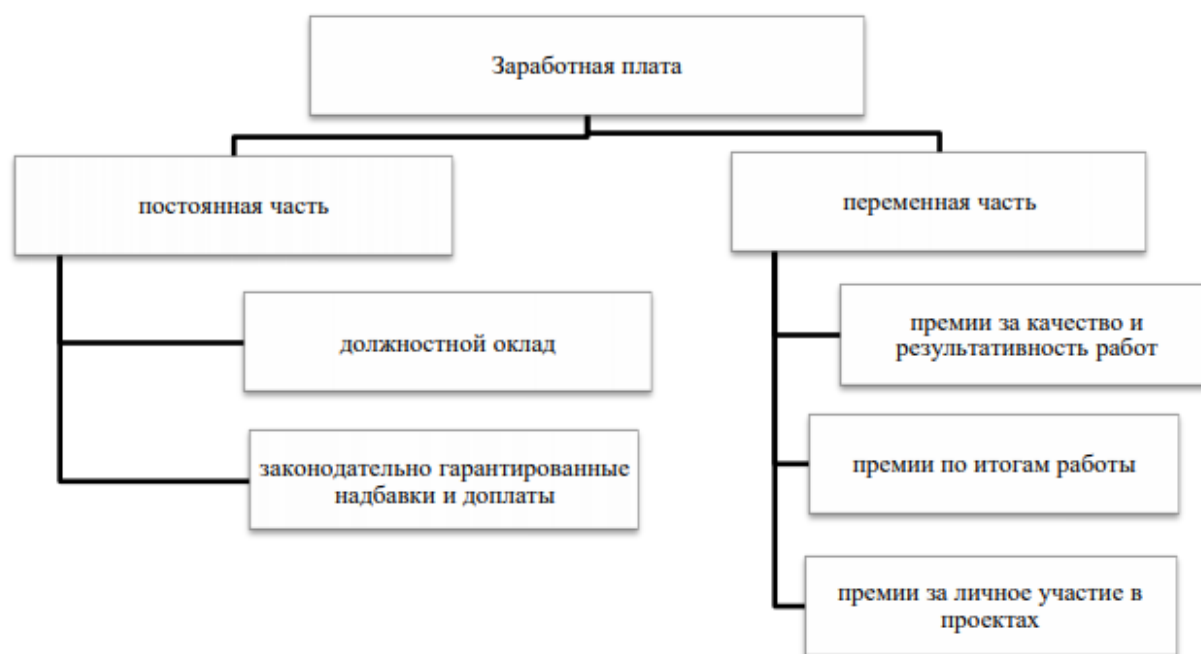 Заработная плата
постоянная часть
должностной оклад
законодательно гарантированные
надбавки и доплаты
переменная часть
премии за качество и
результативность работ
премии по итогам работы
премии за личное участие в
проектах